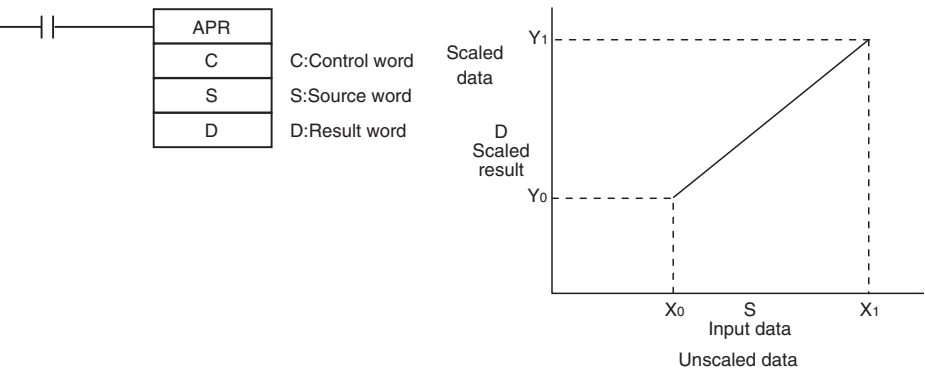 APR
C
S
D
C:Control word
S:Source word
D:Result word
Scaled
data
D
Scaled
result
Y1
Y0
X0
S
X1
Input data
Unscaled data